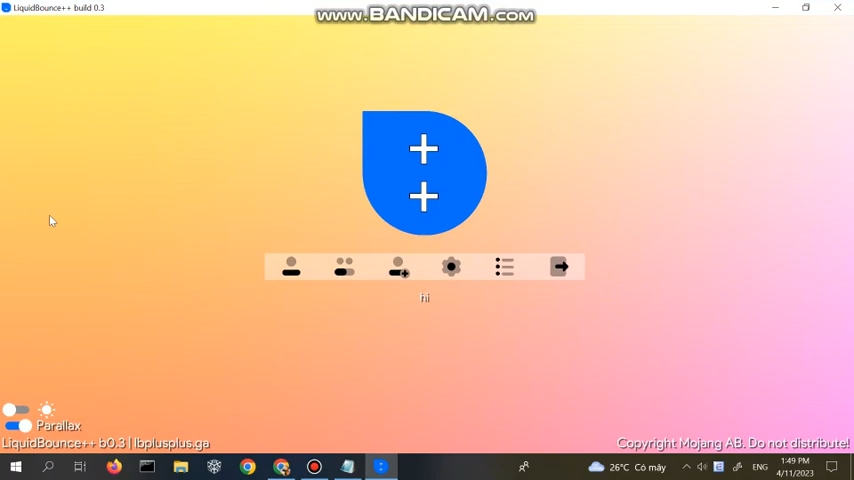 LiquidBounce++ build 0.3
www.BANDICAM.com
hi
Parallax
LiquidBounce++ b0.3 | lbplusplus.ga
Copyright Mojang AB. Do not distribute!
26°C Có mây
ENG
1:49 PM
4/11/2023